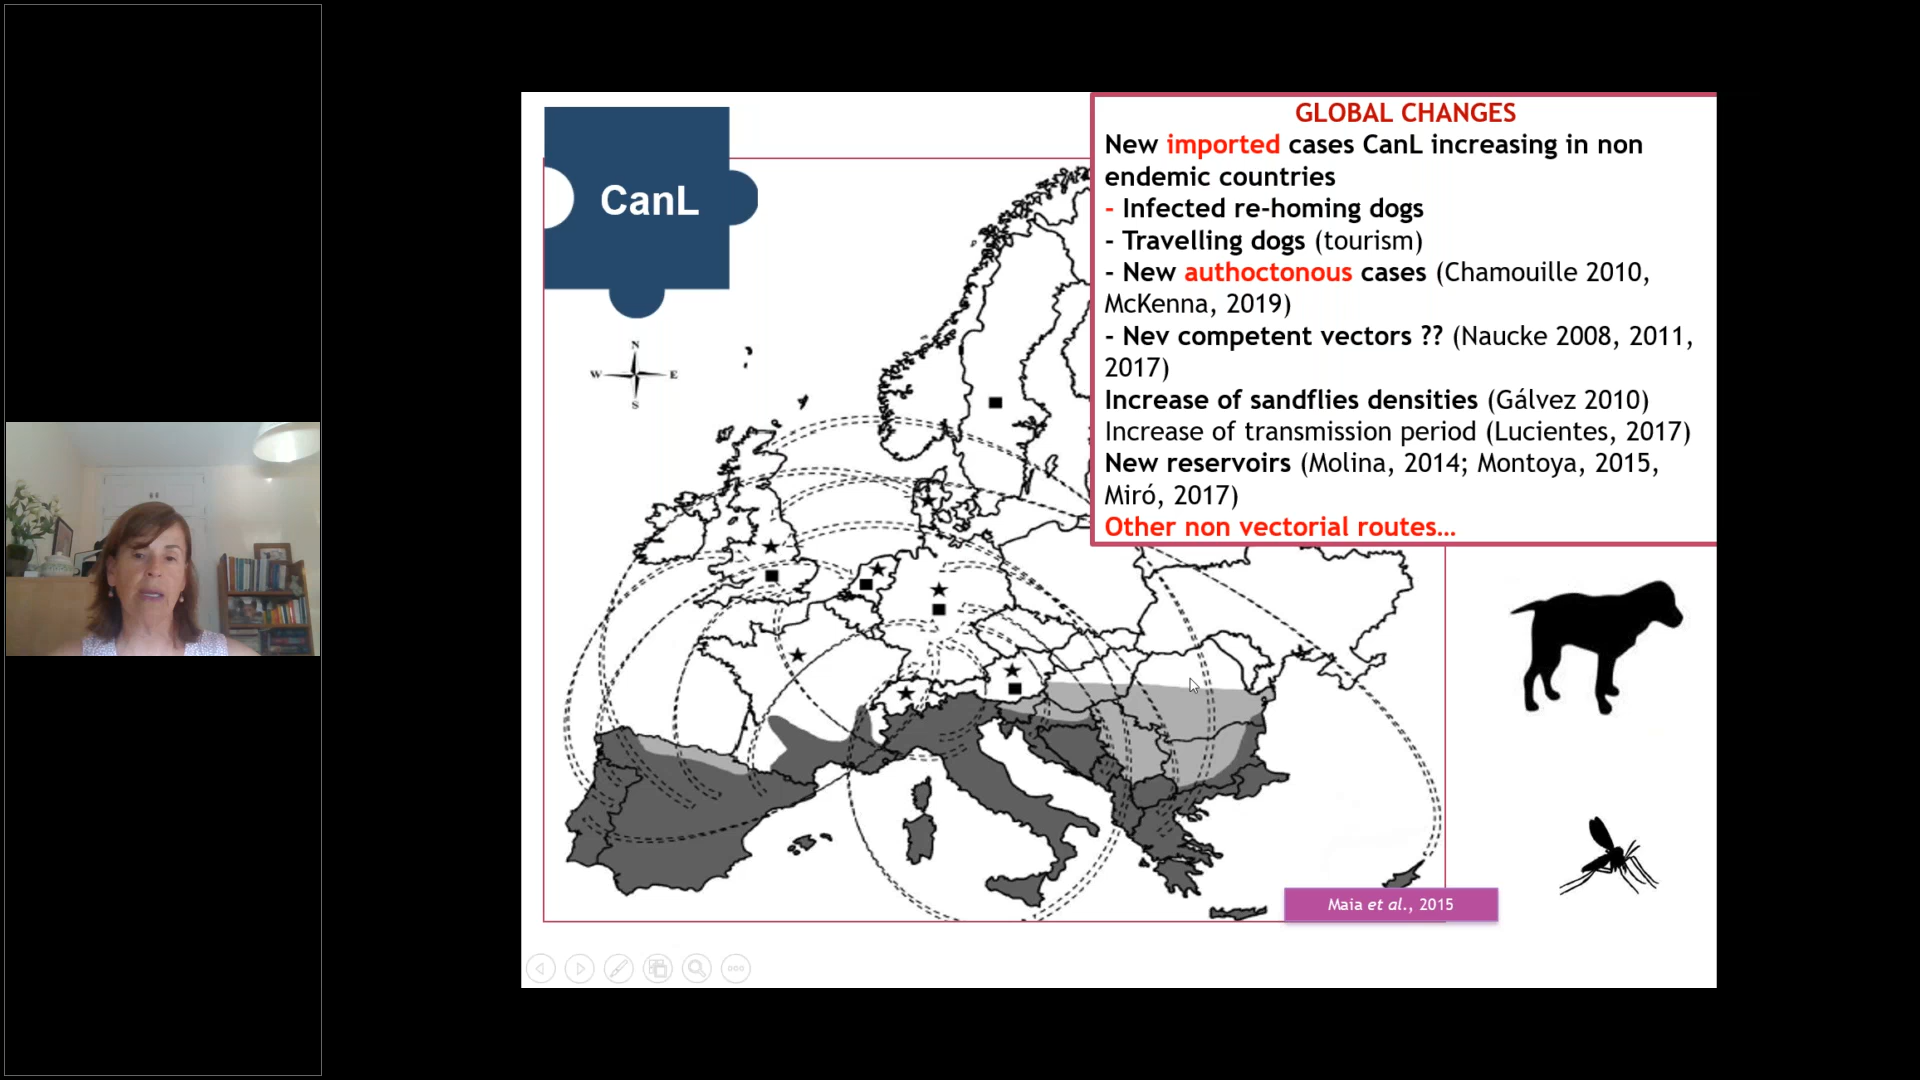 CanL
N
W E
S
GLOBAL CHANGES
New imported cases CanL increasing in non
endemic countries
- Infected re-homing dogs
- Travelling dogs (tourism)
- New authoctonous cases (Chamouille 2010,
McKenna, 2019)
- Nev competent vectors ?? (Naucke 2008, 2011,
2017)
Increase of sandflies densities (Gálvez 2010)
Increase of transmission period (Lucientes, 2017)
New reservoirs (Molina, 2014; Montoya, 2015,
Miró, 2017)
Other non vectorial routes…
Maia et al., 2015